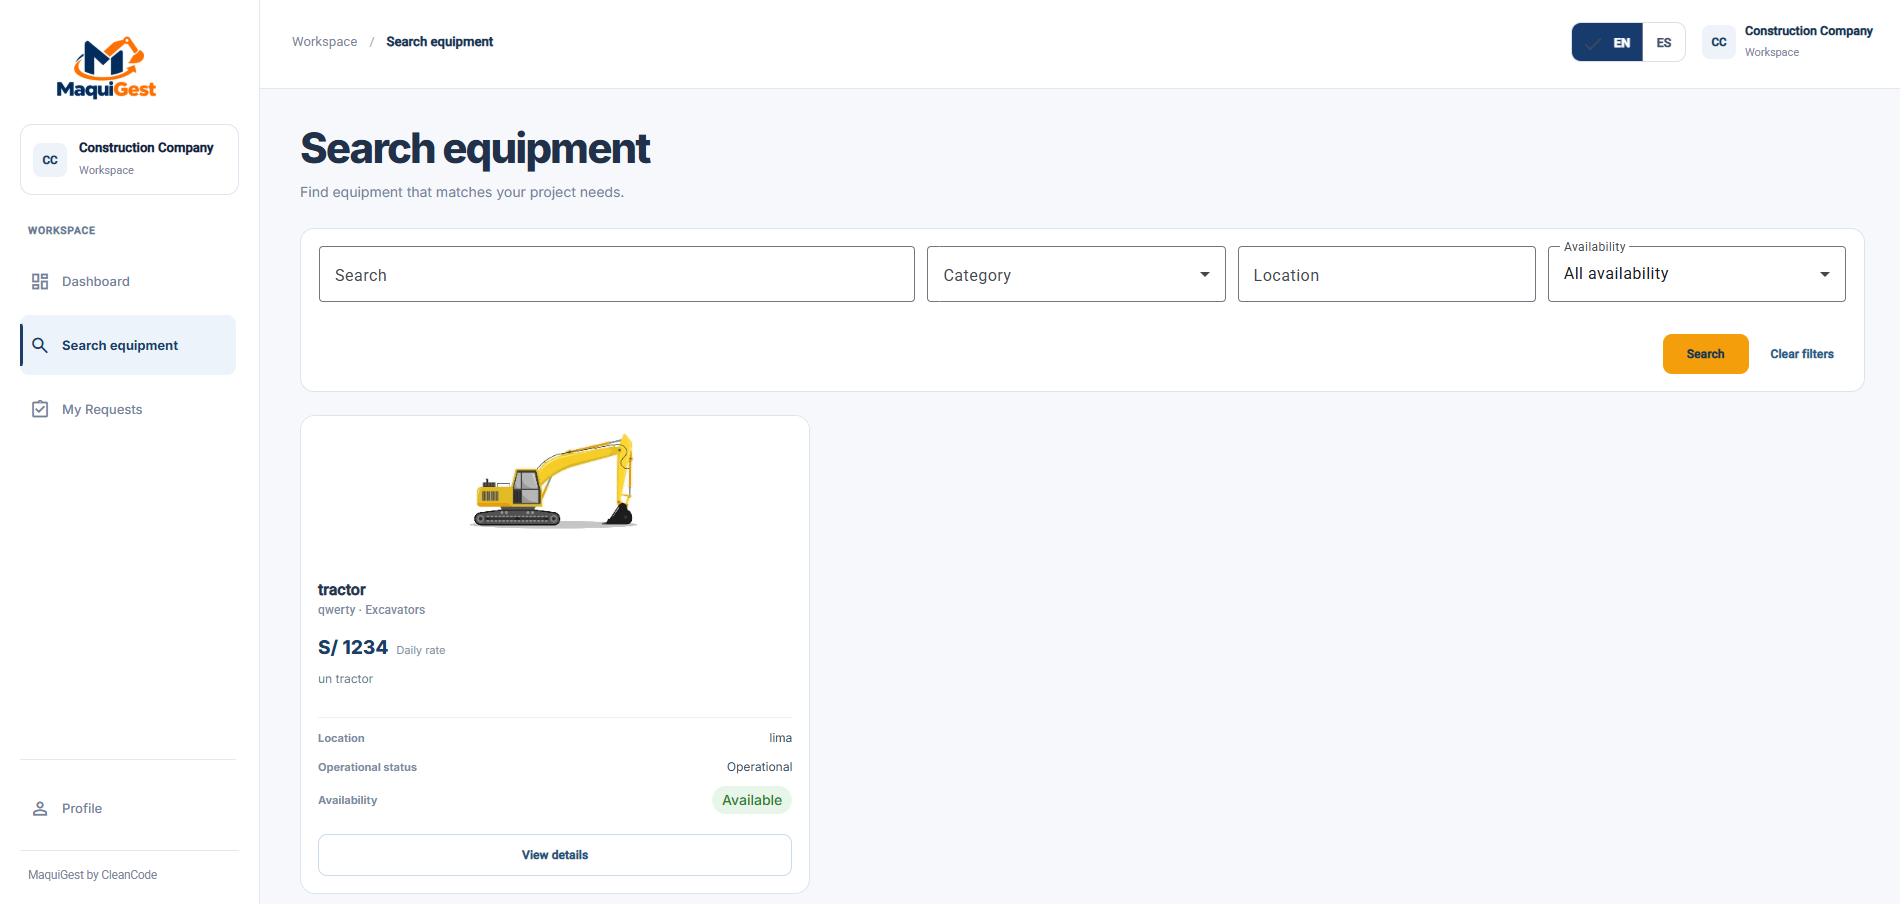 MaquiGest
CC
Construction Company
Workspace
WORKSPACE
Dashboard
Search equipment
My Requests
Profile
MaquiGest by CleanCode
Workspace / Search equipment
EN
ES
CC
Construction Company
Workspace
Search equipment
Find equipment that matches your project needs.
Search
Category
Location
Availability
All availability
Search
Clear filters
tractor
qwerty · Excavators
S/ 1234 Daily rate
un tractor
Location lima
Operational status Operational
Availability Available
View details